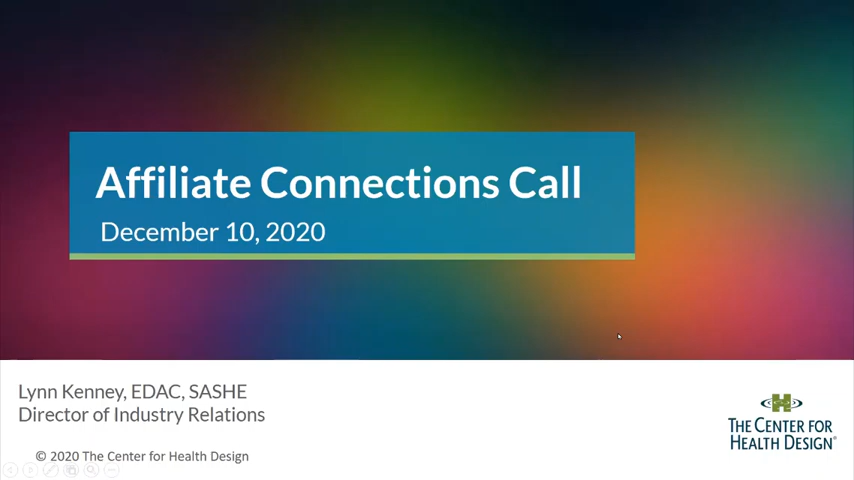 Affiliate Connections Call
December 10, 2020
Lynn Kenney, EDAC, SASHE
Director of Industry Relations
© 2020 The Center for Health Design
THE CENTER FOR
HEALTH DESIGN®